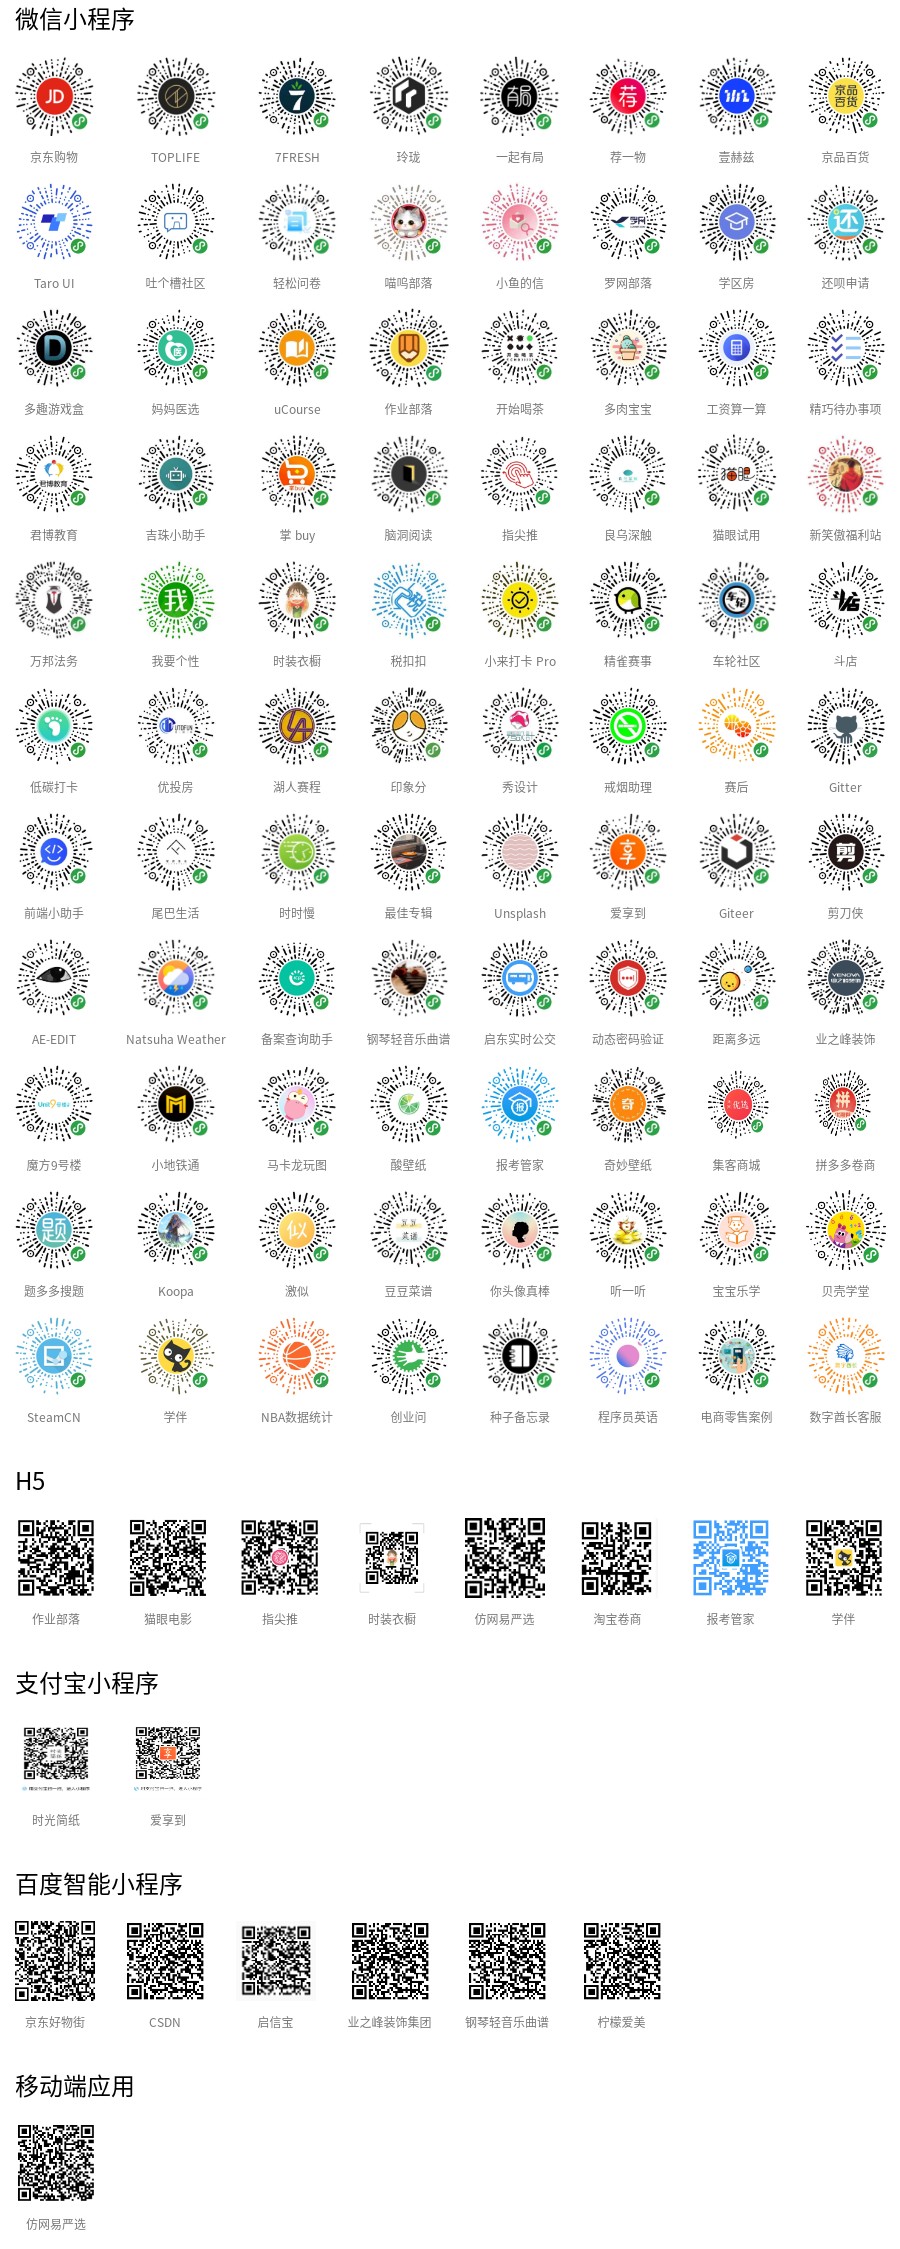 微信小程序
京东购物 TOPLIFE 7FRESH 玲珑 一起有局 荐一物 壹赫兹 京品百货
Taro UI 吐个槽社区 轻松问卷 喵呜部落 小鱼的信 罗网部落 学区房 还呗申请
多趣游戏盒 妈妈医选 uCourse 作业部落 开始喝茶 多肉宝宝 工资算一算 精巧待办事项
君博教育 吉珠小助手 掌 buy 脑洞阅读 指尖推 良乌深触 猫眼试用 新笑傲福利站
万邦法务 我要个性 时装衣橱 税扣扣 小来打卡 Pro 精雀赛事 车轮社区 斗店
低碳打卡 优投房 湖人赛程 印象分 秀设计 戒烟助理 赛后 Gitter
前端小助手 尾巴生活 时时慢 最佳专辑 Unsplash 爱享到 Giteer 剪刀侠
AE-EDIT Natsuha Weather 备案查询助手 钢琴轻音乐曲谱 启东实时公交 动态密码验证 距离多远 业之峰装饰
魔方9号楼 小地铁通 马卡龙玩图 酸壁纸 报考管家 奇妙壁纸 集客商城 拼多多卷商
题多多搜题 Koopa 激似 豆豆菜谱 你头像真棒 听一听 宝宝乐学 贝壳学堂
SteamCN 学伴 NBA数据统计 创业问 种子备忘录 程序员英语 电商零售案例 数字酋长客服
H5
作业部落 猫眼电影 指尖推 时装衣橱 仿网易严选 淘宝卷商 报考管家 学伴
支付宝小程序
时光简纸 爱享到
百度智能小程序
京东好物街 CSDN 启信宝 业之峰装饰集团 钢琴轻音乐曲谱 柠檬爱美
移动端应用
仿网易严选